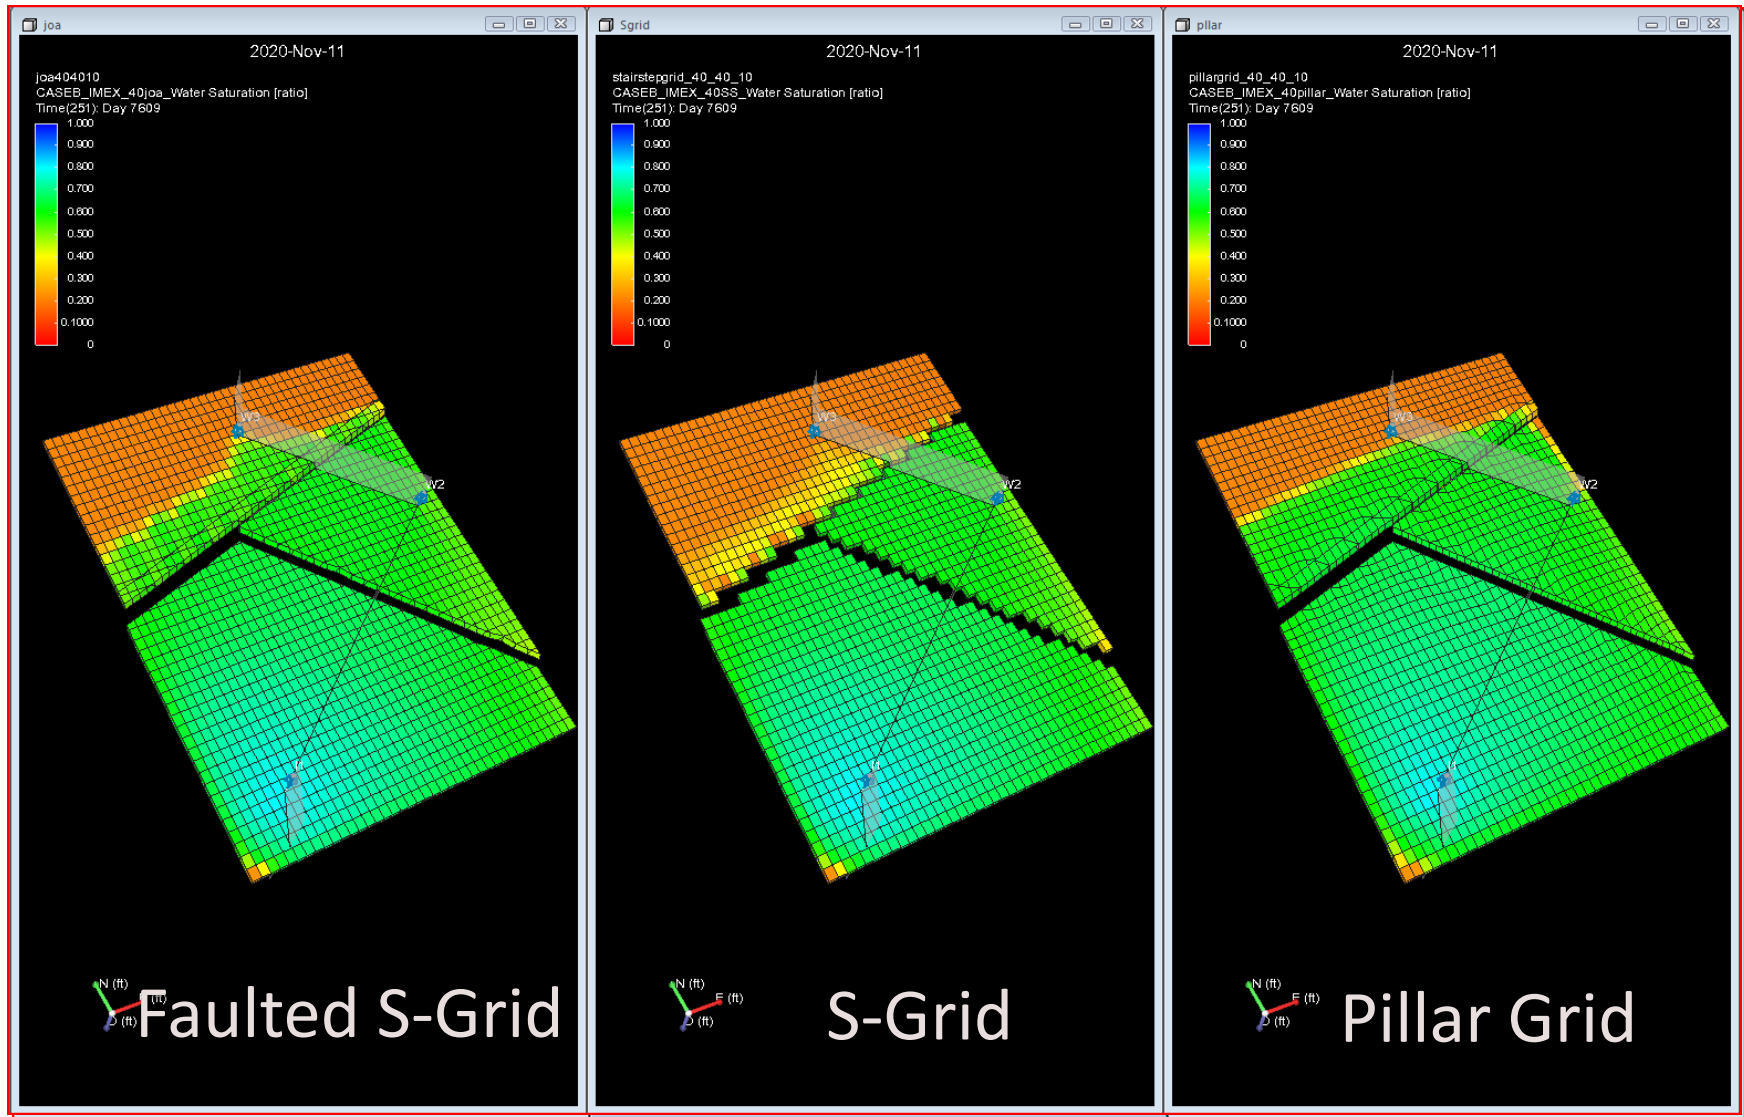 joa
2020-Nov-11
joa404010
CASEB_IMEX_40joa_Water Saturation [ratio]
Time(251): Day 7609
1.000
0.900
0.800
0.700
0.600
0.500
0.400
0.300
0.200
0.1000
0
W3
W2
N (ft)
(ft)
Faulted S-Grid
Sgrid
2020-Nov-11
stairstepgrid_40_40_10
CASEB_IMEX_40SS_Water Saturation [ratio]
Time(251): Day 7609
1.000
0.900
0.800
0.700
0.600
0.500
0.400
0.300
0.200
0.1000
0
W3
W2
N (ft)
E (ft)
D (ft)
S-Grid
pllar
2020-Nov-11
pillargrid_40_40_10
CASEB_IMEX_40pillar_Water Saturation [ratio]
Time(251): Day 7609
1.000
0.900
0.800
0.700
0.600
0.500
0.400
0.300
0.200
0.1000
0
W3
W2
N (ft)
E (ft)
D (ft)
Pillar Grid